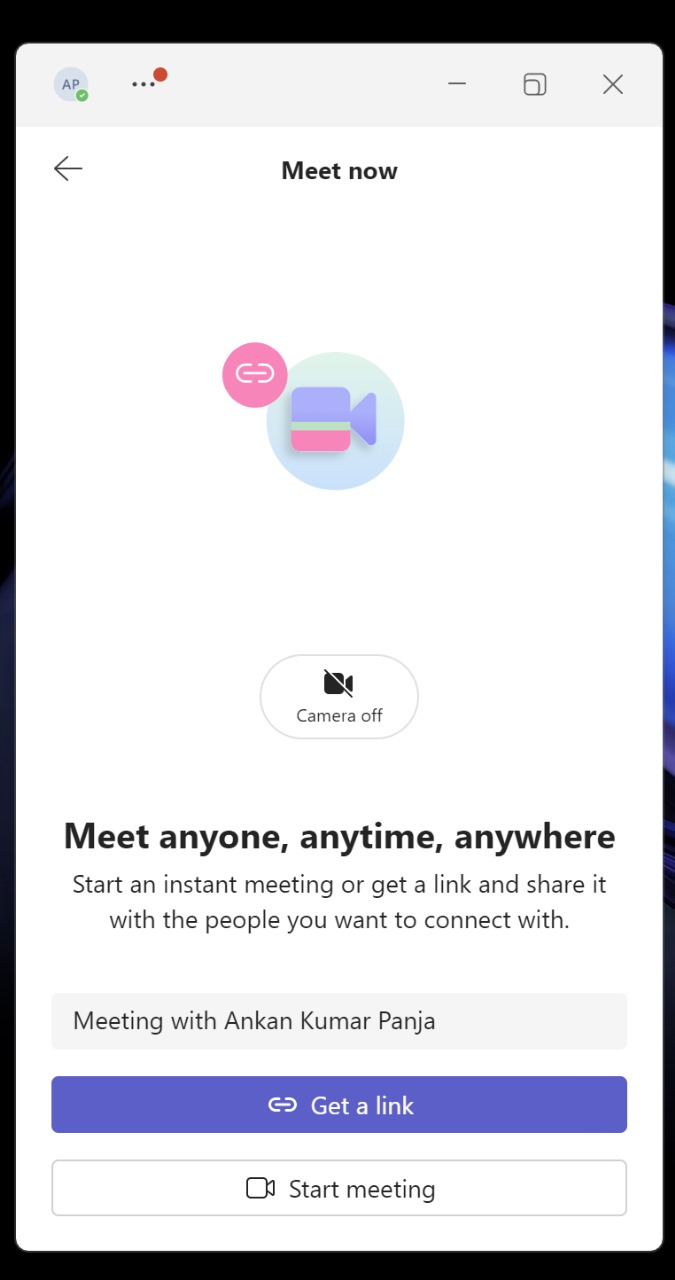 AP
Meet now
Camera off
Meet anyone, anytime, anywhere
Start an instant meeting or get a link and share it
with the people you want to connect with.
Meeting with Ankan Kumar Panja
Get a link
Start meeting